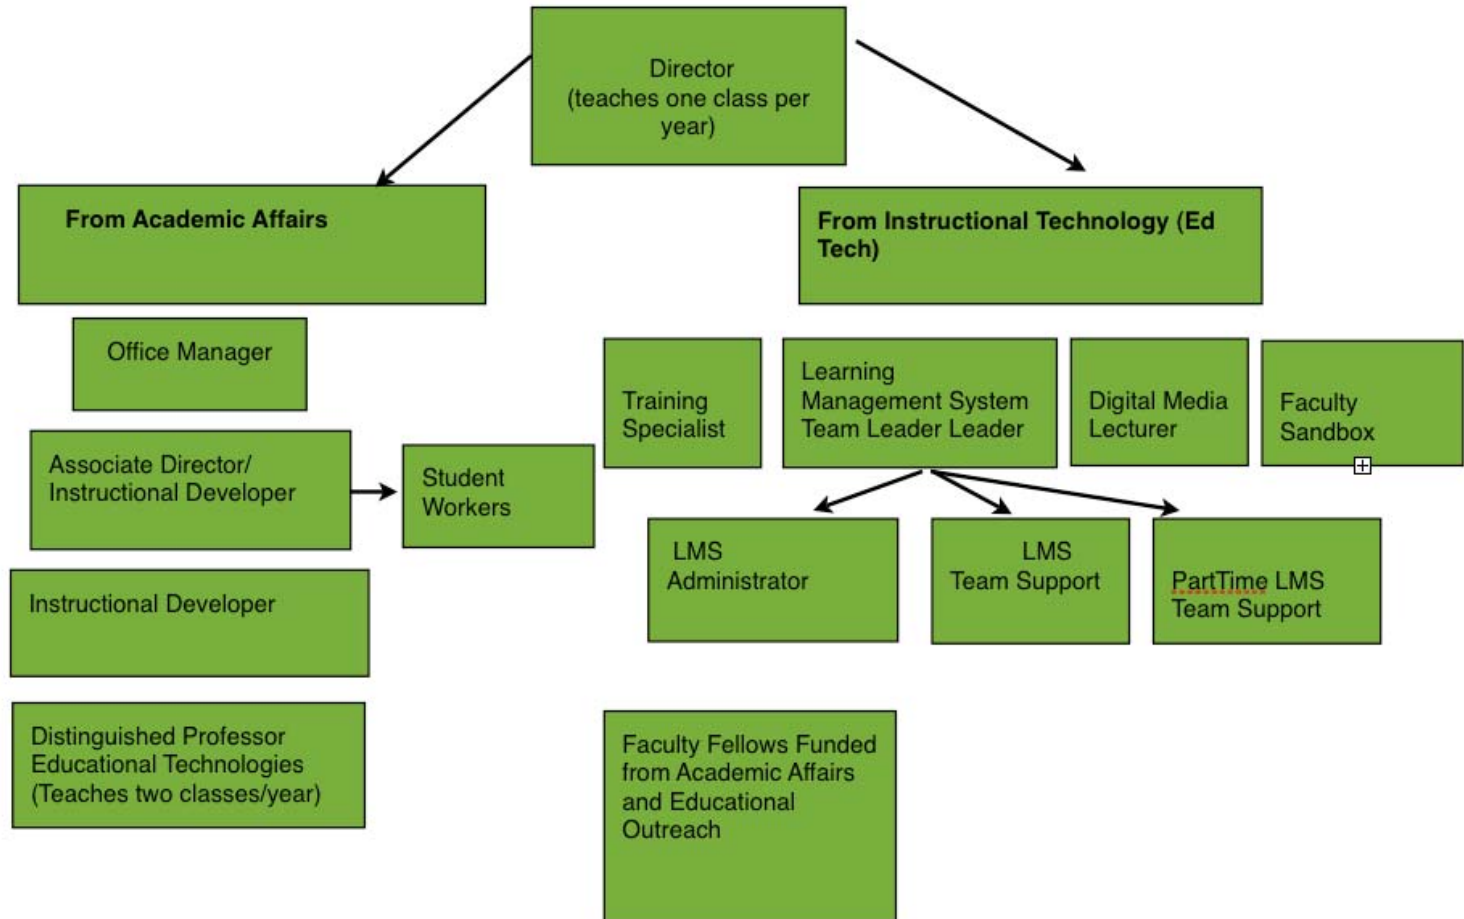 Director
(teaches one class per
year)
From Academic Affairs
From Instructional Technology (Ed
Tech)
Office Manager
Training
Specialist
Learning
Management System
Team Leader Leader
Digital Media
Lecturer
Faculty
Sandbox
Associate Director/
Instructional Developer
Student
Workers
LMS
Administrator
LMS
Team Support
PartTime LMS
Team Support
Instructional Developer
Distinguished Professor
Educational Technologies
(Teaches two classes/year)
Faculty Fellows Funded
from Academic Affairs
and Educational
Outreach